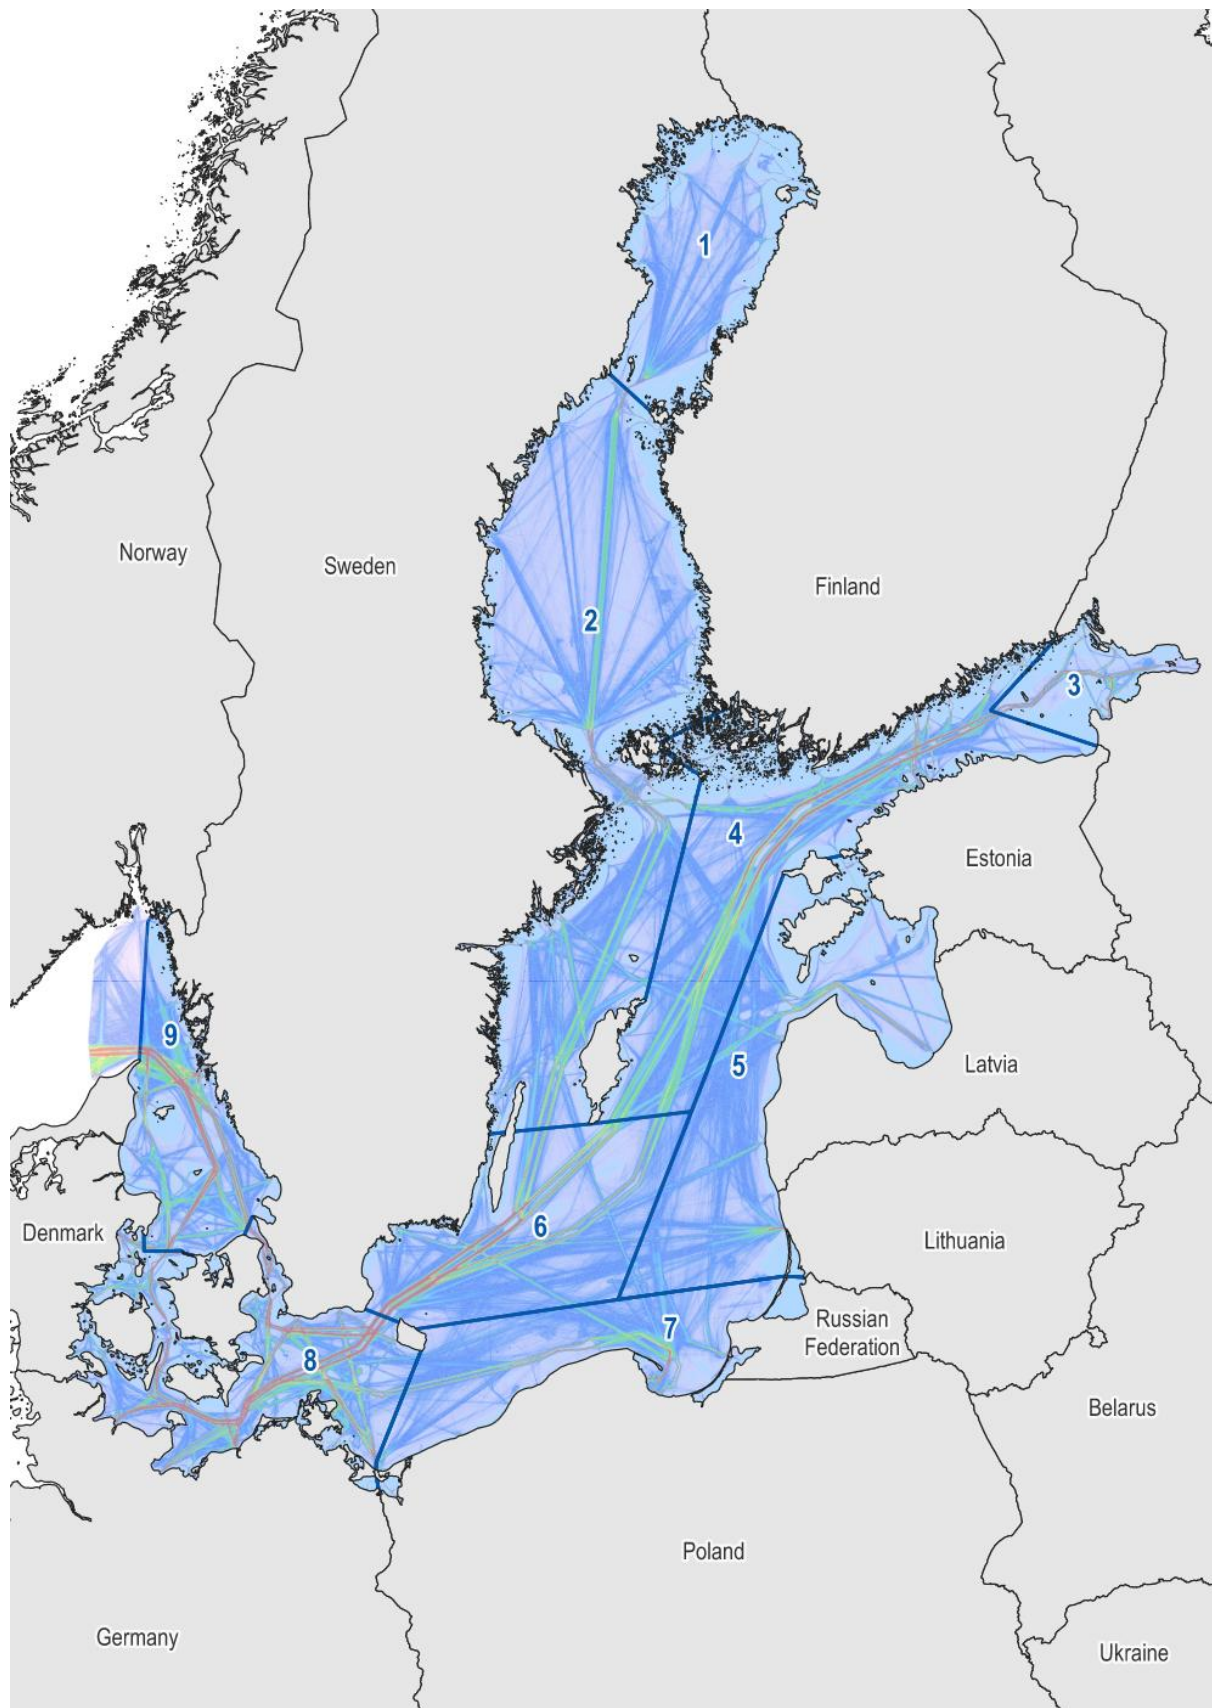 1
Norway
Sweden
Finland
2
3
4
Estonia
9
5
Latvia
Denmark
6
Lithuania
Russian
Federation
7
8
Belarus
Poland
Germany
Ukraine